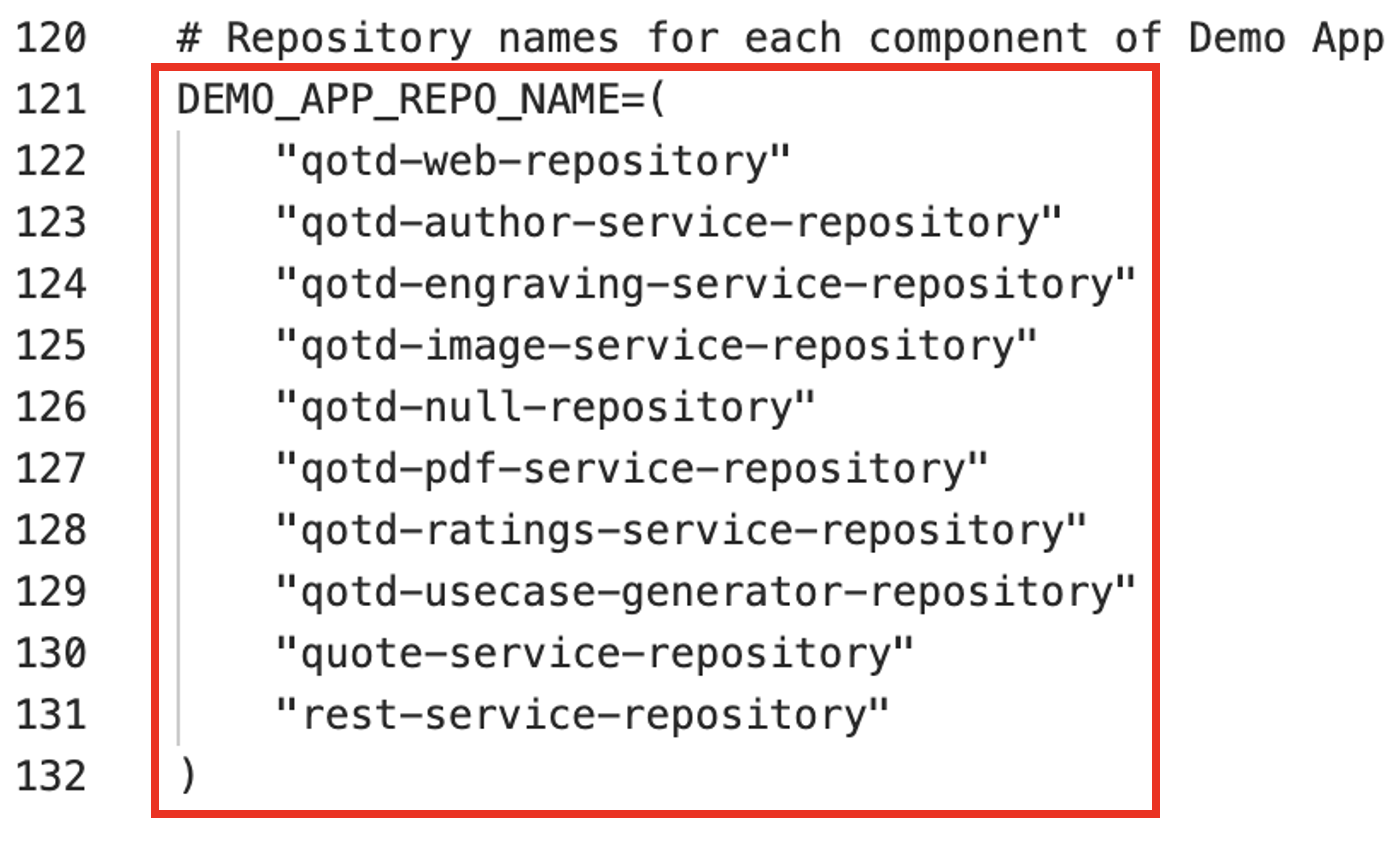 120 # Repository names for each component of Demo App
121 DEMO_APP_REPO_NAME=(
122 "qotd-web-repository"
123 "qotd-author-service-repository"
124 "qotd-engraving-service-repository"
125 "qotd-image-service-repository"
126 "qotd-null-repository"
127 "qotd-pdf-service-repository"
128 "qotd-ratings-service-repository"
129 "qotd-usecase-generator-repository"
130 "quote-service-repository"
131 "rest-service-repository"
132 )